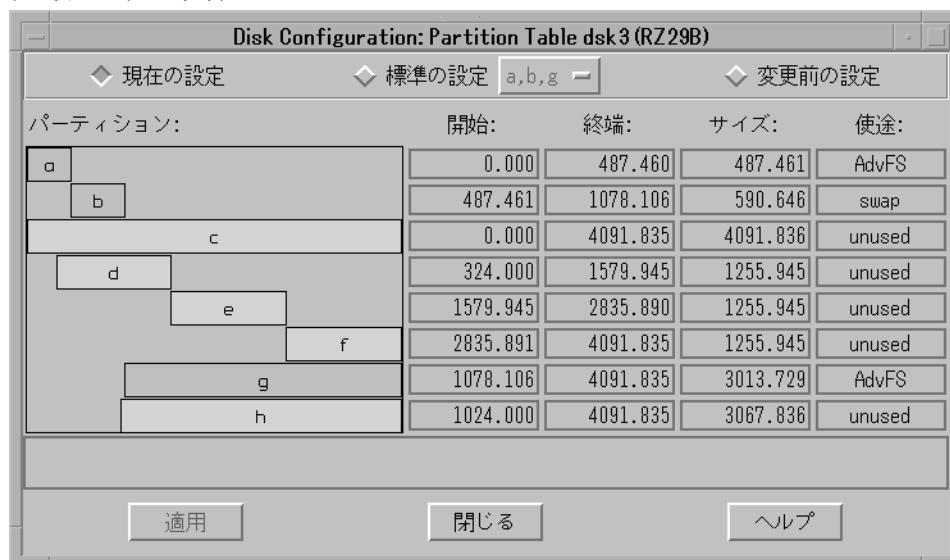 Disk Configuration: Partition Table dsk3 (RZ29B)
現在の設定 標準の設定 a,b,g 変更前の設定
パーティション: 開始: 終端: サイズ: 使途:
a 0.000 487.460 487.461 AdvFS
b 487.461 1078.106 590.646 swap
c 0.000 4091.835 4091.836 unused
d 324.000 1579.945 1255.945 unused
e 1579.945 2835.890 1255.945 unused
f 2835.891 4091.835 1255.945 unused
g 1078.106 4091.835 3013.729 AdvFS
h 1024.000 4091.835 3067.836 unused
適用 閉じる ヘルプ